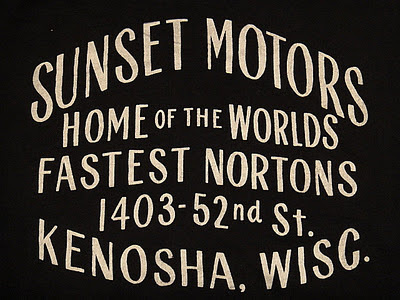 SUNSET MOTORS
HOME OF THE WORLDS
FASTEST NORTONS
1403-52nd St.
KENOSHA, WISC.